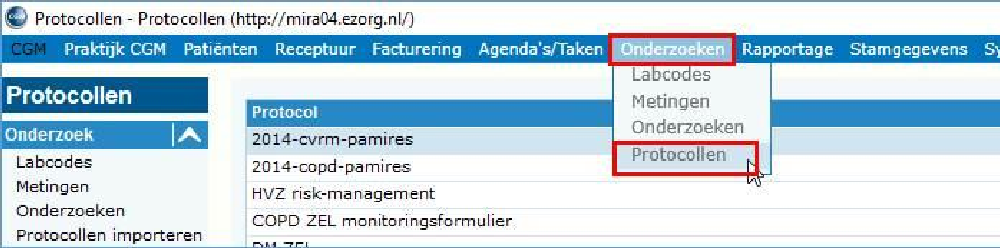 Protocollen - Protocollen (http://mira04.ezorg.nl/)
CGM Praktijk CGM Patiënten Receptuur Facturering Agenda's/Taken Onderzoeken Rapportage Stamgegevens Sy
Labcodes
Metingen
Onderzoeken
Protocollen
Protocollen
Onderzoek
Labcodes
Metingen
Onderzoeken
Protocollen importeren
Protocol
2014-cvrm-pamires
2014-copd-pamires
HVZ risk-management
COPD ZEL monitoringsformulier
DM ZEL